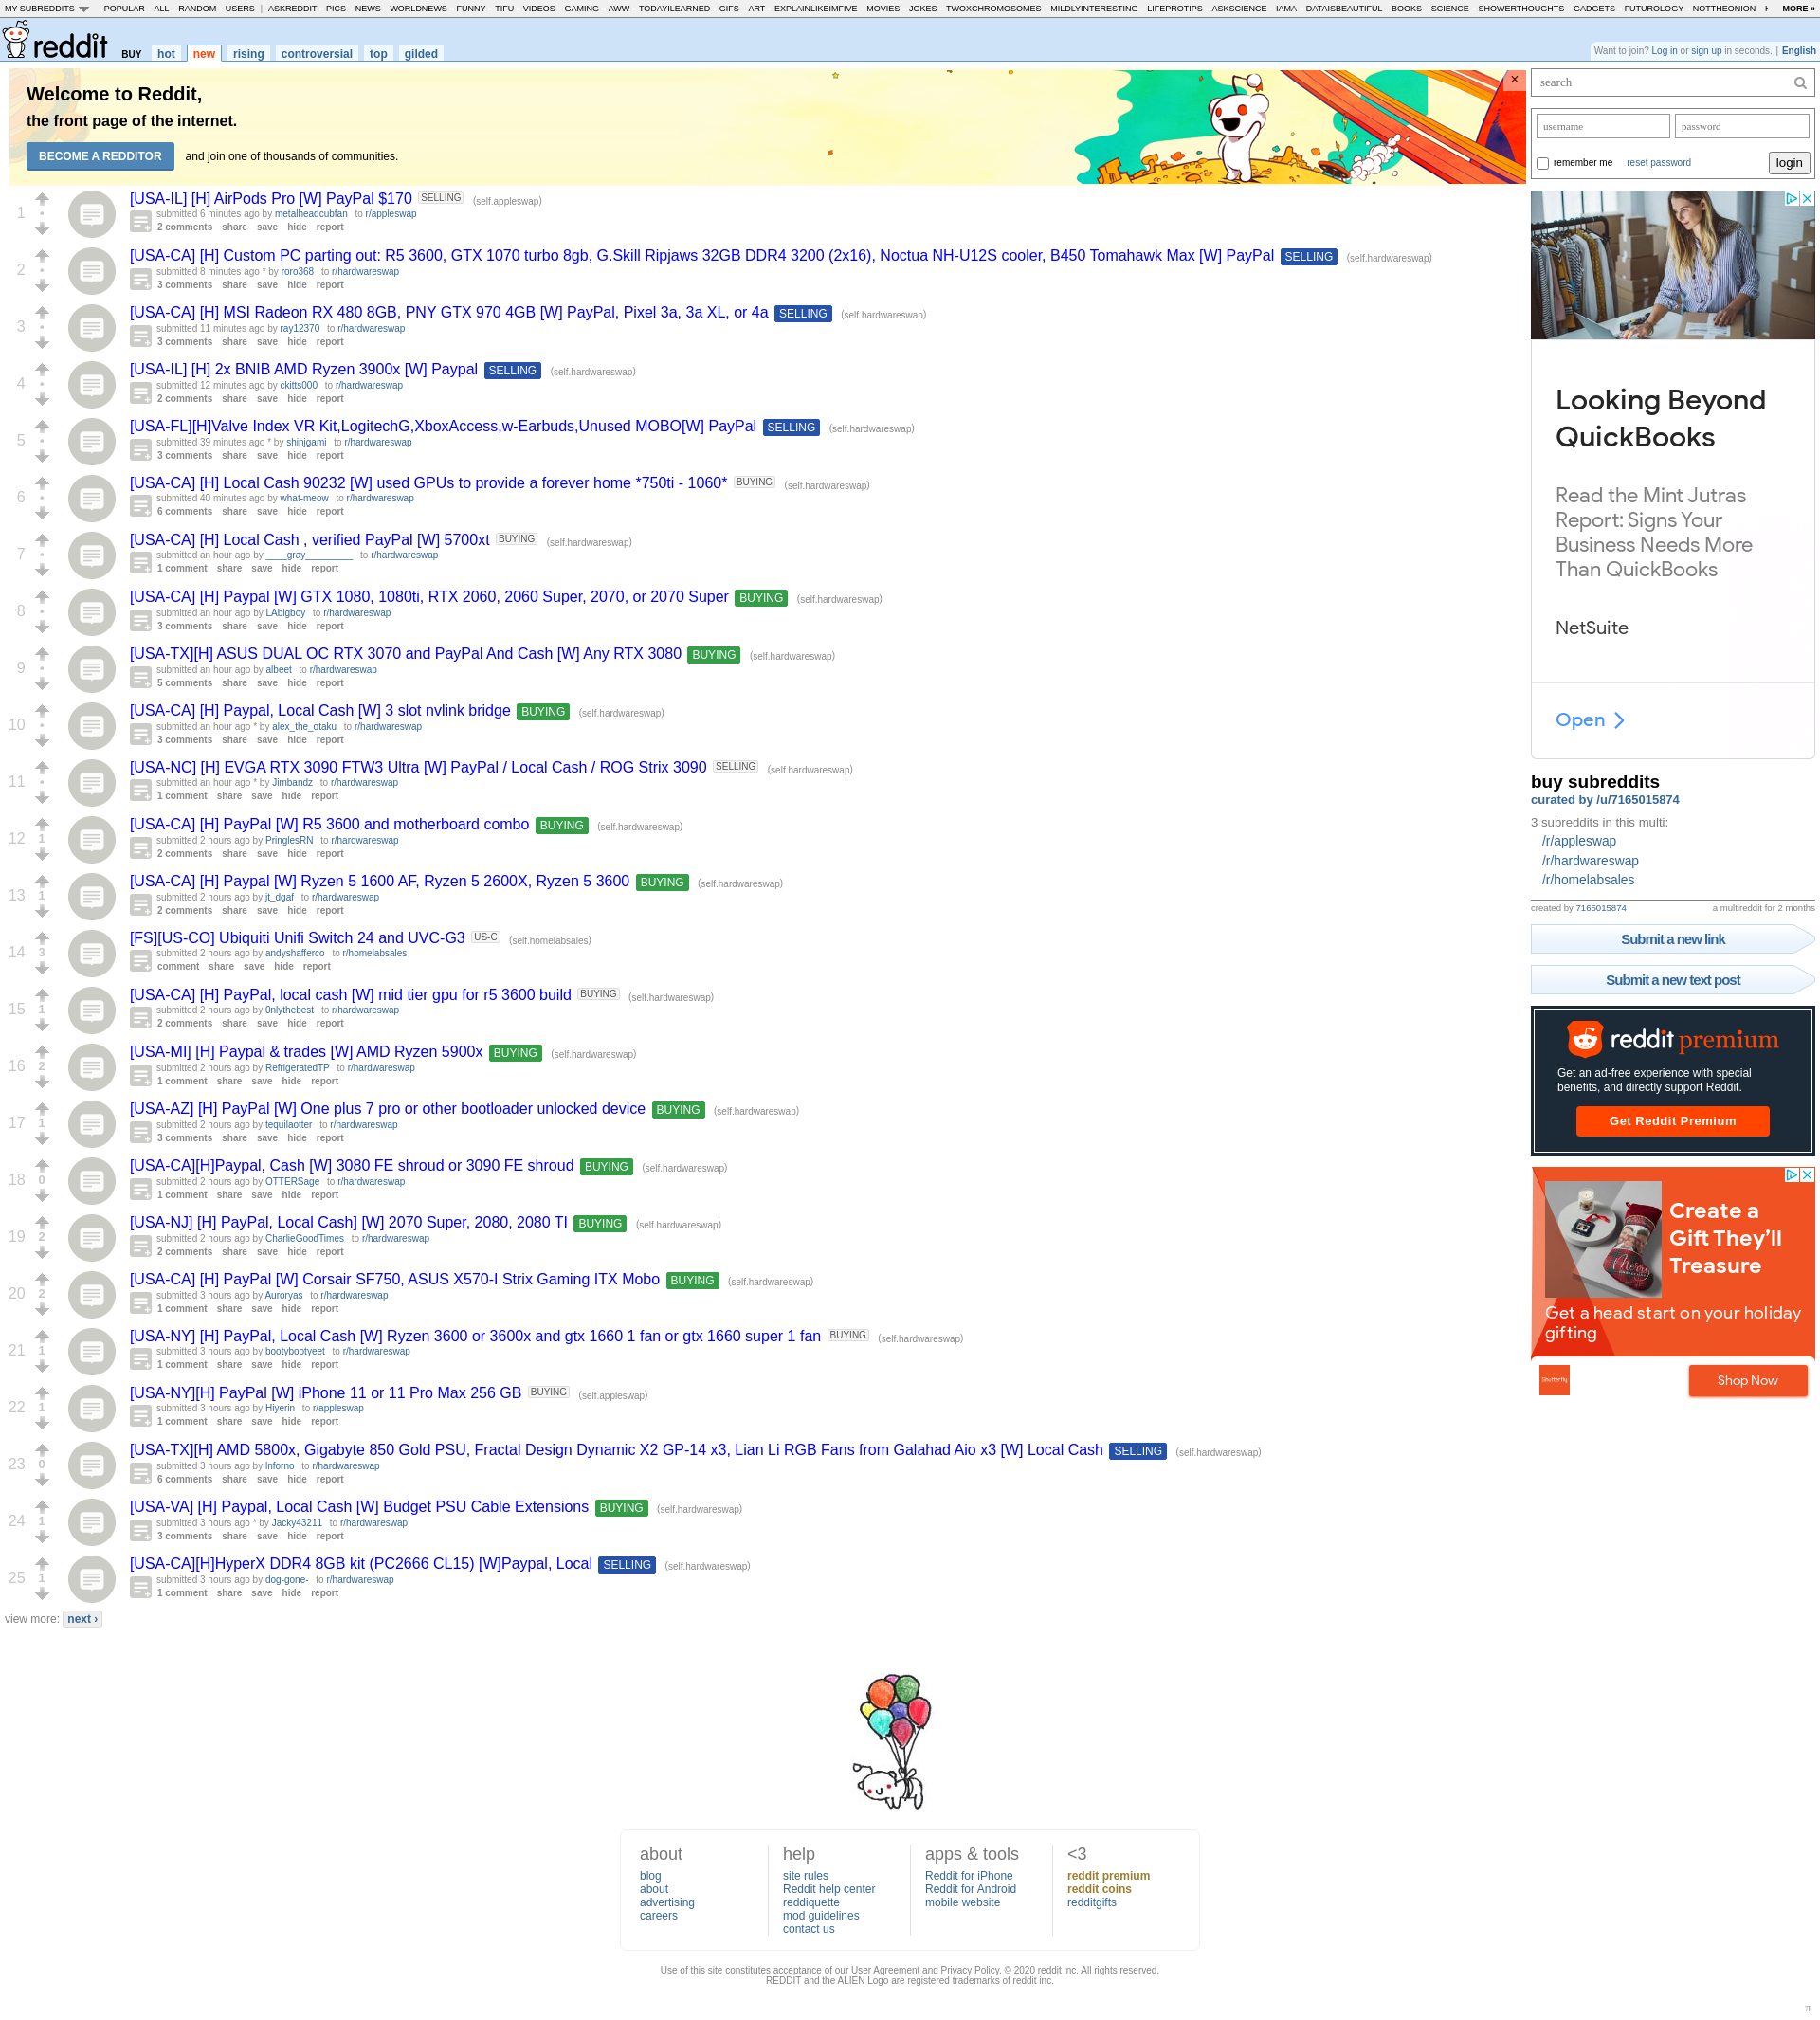 MY SUBREDDITS POPULAR - ALL - RANDOM - USERS | ASKREDDIT - PICS - NEWS - WORLDNEWS - FUNNY - TIFU - VIDEOS - GAMING - AWW - TODAYILEARNED - GIFS - ART - EXPLAINLIKEIMFIVE - MOVIES - JOKES - TWOXCHROMOSOMES - MILDLYINTERESTING - LIFEPROTIPS - ASKSCIENCE - IAMA - DATAISBEAUTIFUL - BOOKS - SCIENCE - SHOWERTHOUGHTS - GADGETS - FUTUROLOGY - NOTTHEONION - MORE »
reddit BUY hot new rising controversial top gilded
Want to join? Log in or sign up in seconds. | English
Welcome to Reddit,
the front page of the internet.
BECOME A REDDITOR and join one of thousands of communities.
×
1
[USA-IL] [H] AirPods Pro [W] PayPal $170 SELLING (self.appleswap)
submitted 6 minutes ago by metalheadcubfan to r/appleswap
2 comments share save hide report
2
[USA-CA] [H] Custom PC parting out: R5 3600, GTX 1070 turbo 8gb, G.Skill Ripjaws 32GB DDR4 3200 (2x16), Noctua NH-U12S cooler, B450 Tomahawk Max [W] PayPal SELLING (self.hardwareswap)
submitted 8 minutes ago * by roro368 to r/hardwareswap
3 comments share save hide report
3
[USA-CA] [H] MSI Radeon RX 480 8GB, PNY GTX 970 4GB [W] PayPal, Pixel 3a, 3a XL, or 4a SELLING (self.hardwareswap)
submitted 11 minutes ago by ray12370 to r/hardwareswap
3 comments share save hide report
4
[USA-IL] [H] 2x BNIB AMD Ryzen 3900x [W] Paypal SELLING (self.hardwareswap)
submitted 12 minutes ago by ckitts000 to r/hardwareswap
2 comments share save hide report
5
[USA-FL][H]Valve Index VR Kit,LogitechG,XboxAccess,w-Earbuds,Unused MOBO[W] PayPal SELLING (self.hardwareswap)
submitted 39 minutes ago * by shinjgami to r/hardwareswap
3 comments share save hide report
6
[USA-CA] [H] Local Cash 90232 [W] used GPUs to provide a forever home *750ti - 1060* BUYING (self.hardwareswap)
submitted 40 minutes ago by what-meow to r/hardwareswap
6 comments share save hide report
7
[USA-CA] [H] Local Cash , verified PayPal [W] 5700xt BUYING (self.hardwareswap)
submitted an hour ago by ____gray_________ to r/hardwareswap
1 comment share save hide report
8
[USA-CA] [H] Paypal [W] GTX 1080, 1080ti, RTX 2060, 2060 Super, 2070, or 2070 Super BUYING (self.hardwareswap)
submitted an hour ago by LAbigboy to r/hardwareswap
3 comments share save hide report
9
[USA-TX][H] ASUS DUAL OC RTX 3070 and PayPal And Cash [W] Any RTX 3080 BUYING (self.hardwareswap)
submitted an hour ago by albeet to r/hardwareswap
5 comments share save hide report
10
[USA-CA] [H] Paypal, Local Cash [W] 3 slot nvlink bridge BUYING (self.hardwareswap)
submitted an hour ago * by alex_the_otaku to r/hardwareswap
3 comments share save hide report
11
[USA-NC] [H] EVGA RTX 3090 FTW3 Ultra [W] PayPal / Local Cash / ROG Strix 3090 SELLING (self.hardwareswap)
submitted an hour ago * by Jimbandz to r/hardwareswap
1 comment share save hide report
12 1
[USA-CA] [H] PayPal [W] R5 3600 and motherboard combo BUYING (self.hardwareswap)
submitted 2 hours ago by PringlesRN to r/hardwareswap
2 comments share save hide report
13 1
[USA-CA] [H] Paypal [W] Ryzen 5 1600 AF, Ryzen 5 2600X, Ryzen 5 3600 BUYING (self.hardwareswap)
submitted 2 hours ago by jt_dgaf to r/hardwareswap
2 comments share save hide report
14 3
[FS][US-CO] Ubiquiti Unifi Switch 24 and UVC-G3 US-C (self.homelabsales)
submitted 2 hours ago by andyshafferco to r/homelabsales
comment share save hide report
15 1
[USA-CA] [H] PayPal, local cash [W] mid tier gpu for r5 3600 build BUYING (self.hardwareswap)
submitted 2 hours ago by 0nlythebest to r/hardwareswap
2 comments share save hide report
16 2
[USA-MI] [H] Paypal & trades [W] AMD Ryzen 5900x BUYING (self.hardwareswap)
submitted 2 hours ago by RefrigeratedTP to r/hardwareswap
1 comment share save hide report
17 1
[USA-AZ] [H] PayPal [W] One plus 7 pro or other bootloader unlocked device BUYING (self.hardwareswap)
submitted 2 hours ago by tequilaotter to r/hardwareswap
3 comments share save hide report
18 0
[USA-CA][H]Paypal, Cash [W] 3080 FE shroud or 3090 FE shroud BUYING (self.hardwareswap)
submitted 2 hours ago by OTTERSage to r/hardwareswap
1 comment share save hide report
19 2
[USA-NJ] [H] PayPal, Local Cash] [W] 2070 Super, 2080, 2080 TI BUYING (self.hardwareswap)
submitted 2 hours ago by CharlieGoodTimes to r/hardwareswap
2 comments share save hide report
20 2
[USA-CA] [H] PayPal [W] Corsair SF750, ASUS X570-I Strix Gaming ITX Mobo BUYING (self.hardwareswap)
submitted 3 hours ago by Auroryas to r/hardwareswap
1 comment share save hide report
21 1
[USA-NY] [H] PayPal, Local Cash [W] Ryzen 3600 or 3600x and gtx 1660 1 fan or gtx 1660 super 1 fan BUYING (self.hardwareswap)
submitted 3 hours ago by bootybootyeet to r/hardwareswap
1 comment share save hide report
22 1
[USA-NY][H] PayPal [W] iPhone 11 or 11 Pro Max 256 GB BUYING (self.appleswap)
submitted 3 hours ago by Hiyerin to r/appleswap
1 comment share save hide report
23 0
[USA-TX][H] AMD 5800x, Gigabyte 850 Gold PSU, Fractal Design Dynamic X2 GP-14 x3, Lian Li RGB Fans from Galahad Aio x3 [W] Local Cash SELLING (self.hardwareswap)
submitted 3 hours ago by Inforno to r/hardwareswap
6 comments share save hide report
24 1
[USA-VA] [H] Paypal, Local Cash [W] Budget PSU Cable Extensions BUYING (self.hardwareswap)
submitted 3 hours ago * by Jacky43211 to r/hardwareswap
3 comments share save hide report
25 1
[USA-CA][H]HyperX DDR4 8GB kit (PC2666 CL15) [W]Paypal, Local SELLING (self.hardwareswap)
submitted 3 hours ago by dog-gone- to r/hardwareswap
1 comment share save hide report
view more: next ›
search
username password
remember me reset password login
Looking Beyond
QuickBooks
Read the Mint Jutras
Report: Signs Your
Business Needs More
Than QuickBooks
NetSuite
Open
buy subreddits
curated by /u/7165015874
3 subreddits in this multi:
/r/appleswap
/r/hardwareswap
/r/homelabsales
created by 7165015874 a multireddit for 2 months
Submit a new link
Submit a new text post
reddit premium
Get an ad-free experience with special
benefits, and directly support Reddit.
Get Reddit Premium
Create a
Gift They'll
Treasure
Merry
Get a head start on your holiday
gifting
Shutterfly
Shop Now
about help apps & tools <3
blog site rules Reddit for iPhone reddit premium
about Reddit help center Reddit for Android reddit coins
advertising reddiquette mobile website redditgifts
careers mod guidelines
contact us
Use of this site constitutes acceptance of our User Agreement and Privacy Policy. © 2020 reddit inc. All rights reserved.
REDDIT and the ALIEN Logo are registered trademarks of reddit inc.
π